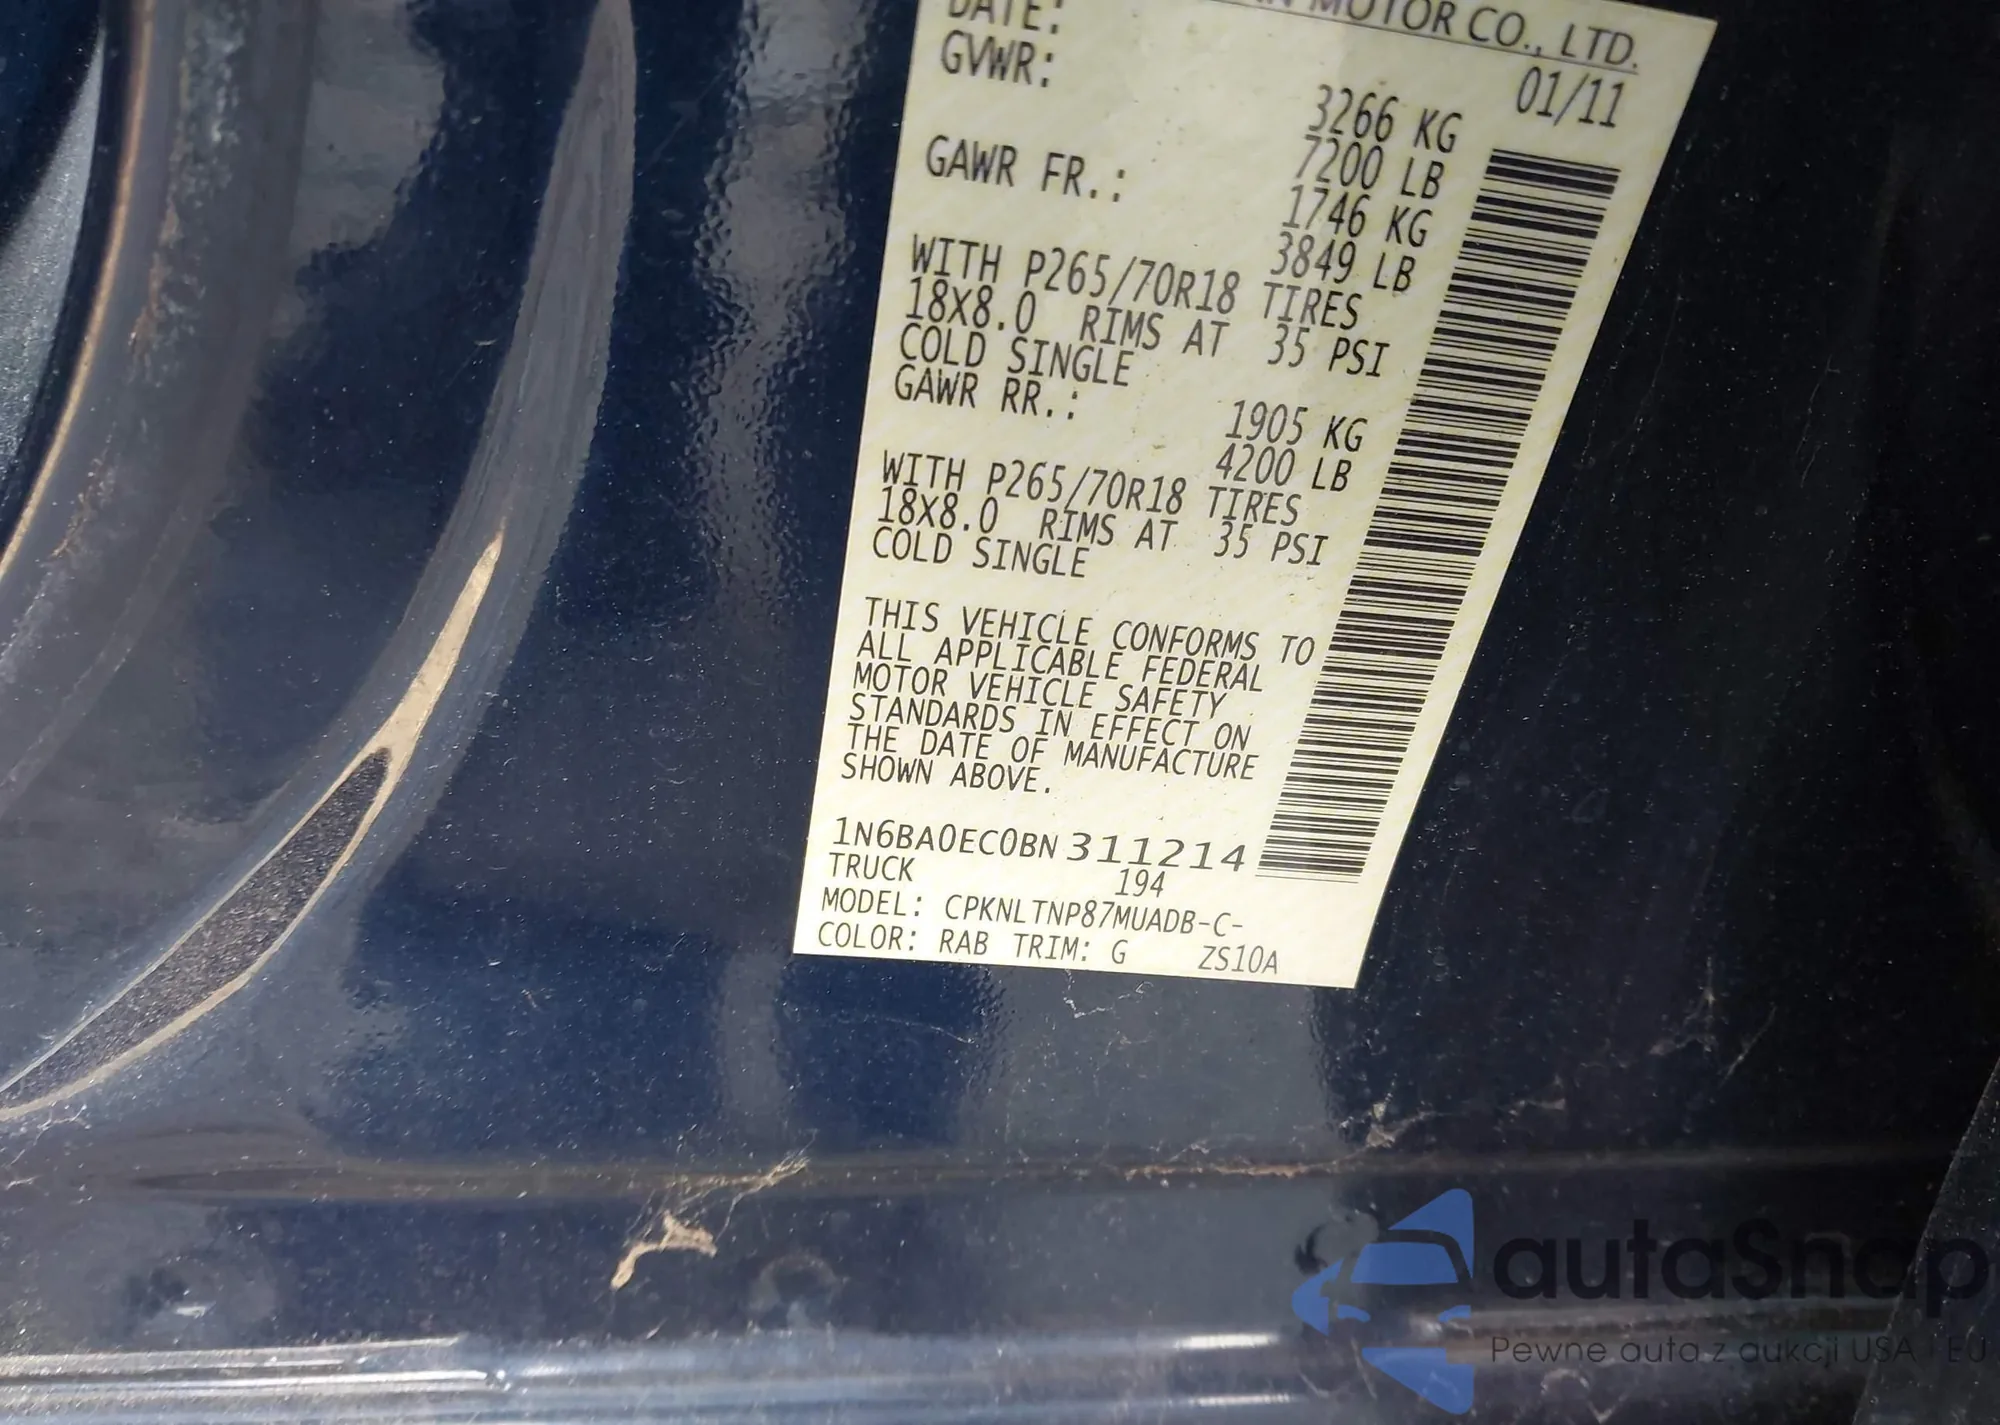 MOTOR CO., LTD.
DATE: 01/11
GVWR: 3266 KG
7200 LB
GAWR FR.: 1746 KG
3849 LB
WITH P265/70R18 TIRES
18X8.0 RIMS AT 35 PSI
COLD SINGLE
GAWR RR.: 1905 KG
4200 LB
WITH P265/70R18 TIRES
18X8.0 RIMS AT 35 PSI
COLD SINGLE
THIS VEHICLE CONFORMS TO
ALL APPLICABLE FEDERAL
MOTOR VEHICLE SAFETY
STANDARDS IN EFFECT ON
THE DATE OF MANUFACTURE
SHOWN ABOVE.
1N6BA0EC0BN311214
TRUCK 194
MODEL: CPKNLTNP87MUADB-C-
COLOR: RAB TRIM: G ZS10A
autaSnap
Pewne auta z aukcji USA i EU